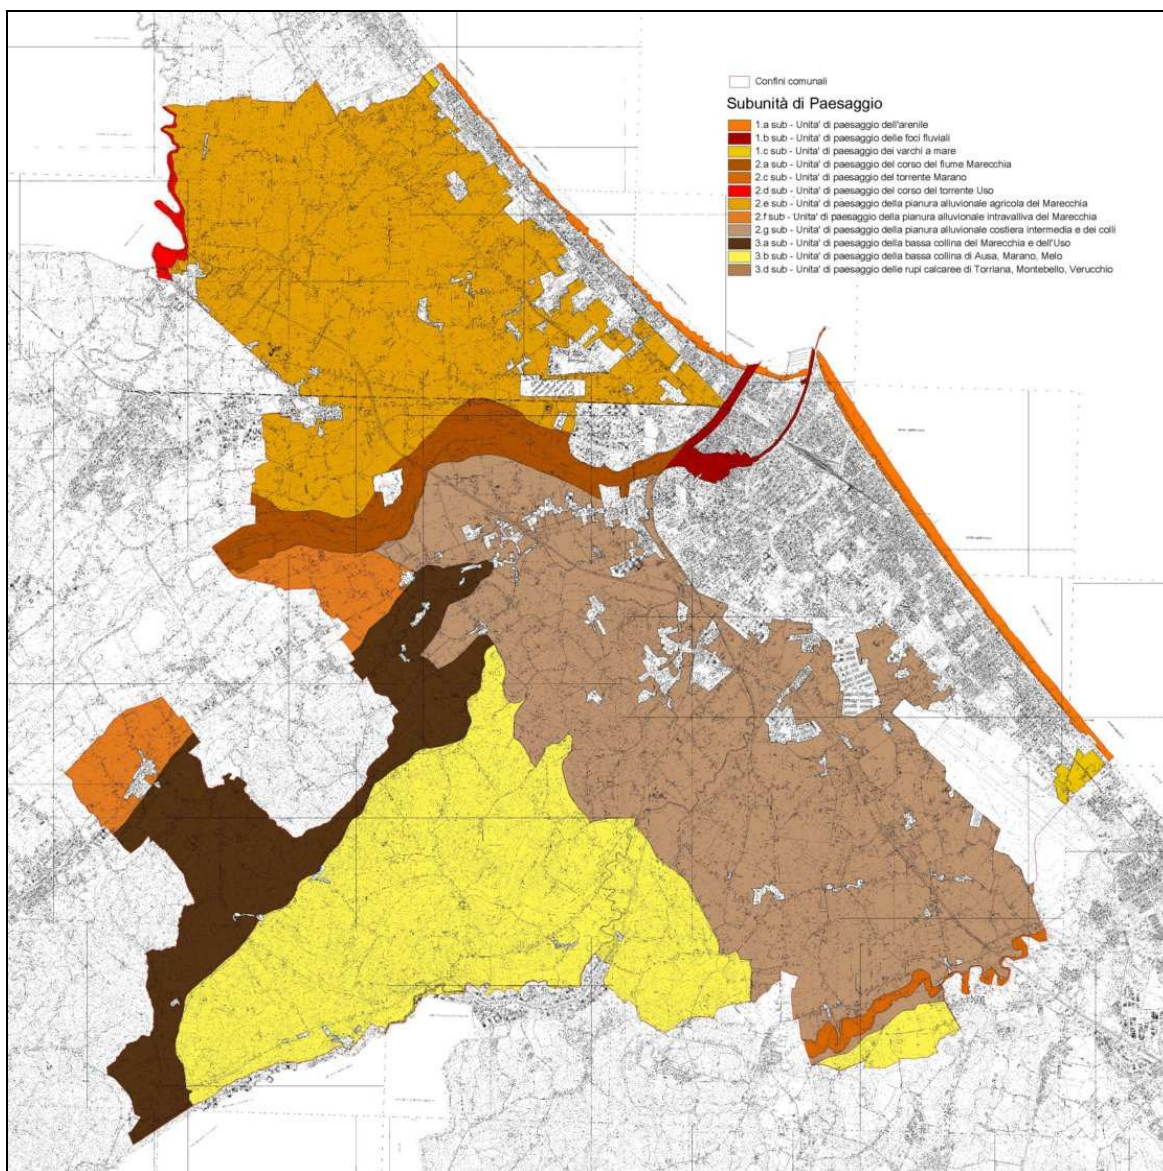 Confini comunali
Subunità di Paesaggio
1.a sub - Unita' di paesaggio dell'arenile
1.b sub - Unita' di paesaggio delle foci fluviali
1.c sub - Unita' di paesaggio dei varchi a mare
2.a sub - Unita' di paesaggio del corso del fiume Marecchia
2.c sub - Unita' di paesaggio del torrente Marano
2.d sub - Unita' di paesaggio del corso del torrente Uso
2.e sub - Unita' di paesaggio della pianura alluvionale agricola del Marecchia
2.f sub - Unita' di paesaggio della pianura alluvionale intravalliva del Marecchia
2.g sub - Unita' di paesaggio della pianura alluvionale costiera intermedia e dei colli
3.a sub - Unita' di paesaggio della bassa collina del Marecchia e dell'Uso
3.b sub - Unita' di paesaggio della bassa collina di Ausa, Marano, Melo
3.d sub - Unita' di paesaggio delle rupi calcaree di Torriana, Montebello, Verucchio